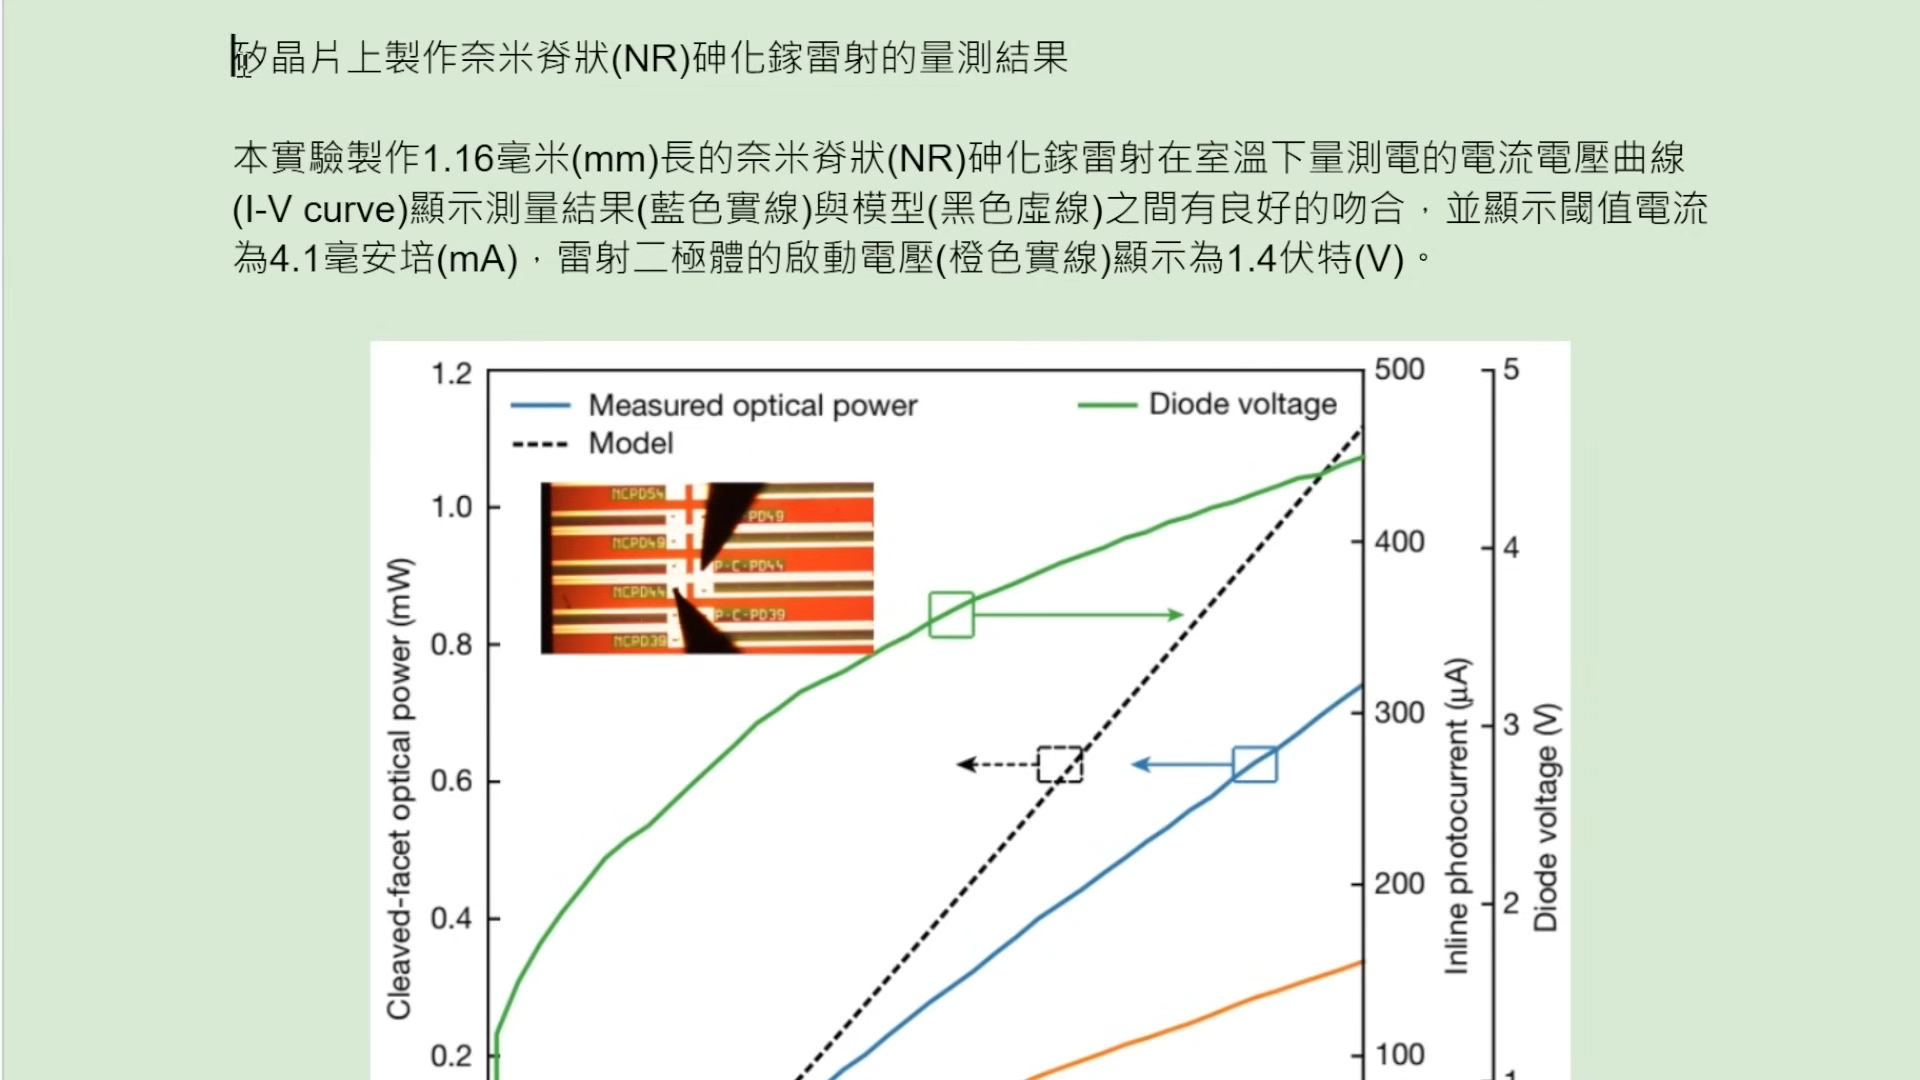 矽晶片上製作奈米脊狀(NR)砷化鎵雷射的量測結果
本實驗製作1.16毫米(mm)長的奈米脊狀(NR)砷化鎵雷射在室溫下量測電的電流電壓曲線
(I-V curve)顯示測量結果(藍色實線)與模型(黑色虛線)之間有良好的吻合，並顯示閾值電流
為4.1毫安培(mA)，雷射二極體的啟動電壓(橙色實線)顯示為1.4伏特(V)。
1.2
500
5
Measured optical power
Diode voltage
Model
NCPD54
PD49
NCPD49
P-C-PD44
NCPD44
P-C-PD39
NCPD39
1.0
400
4
0.8
300
3
0.6
200
2
0.4
0.2
100
1
Cleaved-facet optical power (mW)
Inline photocurrent (μA)
Diode voltage (V)